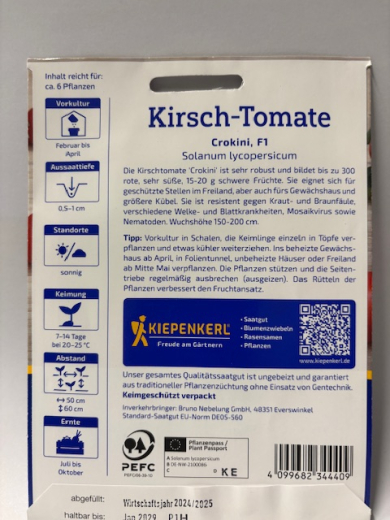 Inhalt reicht für:
ca. 6 Pflanzen
Vorkultur
Februar bis
April
Aussaattiefe
0,5–1 cm
Standorte
sonnig
Keimung
7–14 Tage
bei 20–25 °C
Abstand
50 cm
60 cm
Ernte
Juli bis
Oktober
Kirsch-Tomate
Crokini, F1
Solanum lycopersicum
Die Kirschtomate 'Crokini' ist sehr robust und bildet bis zu 300
rote, sehr süße, 15-20 g schwere Früchte. Sie eignet sich für
geschützte Stellen im Freiland, aber auch fürs Gewächshaus und
größere Kübel. Sie ist resistent gegen Kraut- und Braunfäule,
verschiedene Welke- und Blattkrankheiten, Mosaikvirus sowie
Nematoden. Wuchshöhe 150-200 cm.
Tipp: Vorkultur in Schalen, die Keimlinge einzeln in Töpfe ver-
pflanzen und etwas kühler weiterziehen. Ins beheizte Gewächs-
haus ab April, in Folientunnel, unbeheizte Häuser oder Freiland
ab Mitte Mai verpflanzen. Die Pflanzen stützen und die Seiten-
triebe regelmäßig ausbrechen (ausgeizen). Das Rütteln der
Pflanzen verbessert den Fruchtansatz.
KIEPENKERL®
Freude am Gärtnern
• Saatgut
• Blumenzwiebeln
• Rasensamen
• Pflanzen
www.kiepenkerl.de
Unser gesamtes Qualitätssaatgut ist ungebeizt und garantiert
aus traditioneller Pflanzenzüchtung ohne Einsatz von Gentechnik.
Keimgeschützt verpackt
Inverkehrbringer: Bruno Nebelung GmbH, 48351 Everswinkel
Standard-Saatgut EU-Norm DE05-560
PEFC
Pflanzenpass/
Plant Passport
A Solanum lycopersicum
B DE-NW-1100086
C
D KE
4 099682 344409
abgefüllt: Wirtschaftsjahr 2024/2025
haltbar bis: Jan 2029 P1H